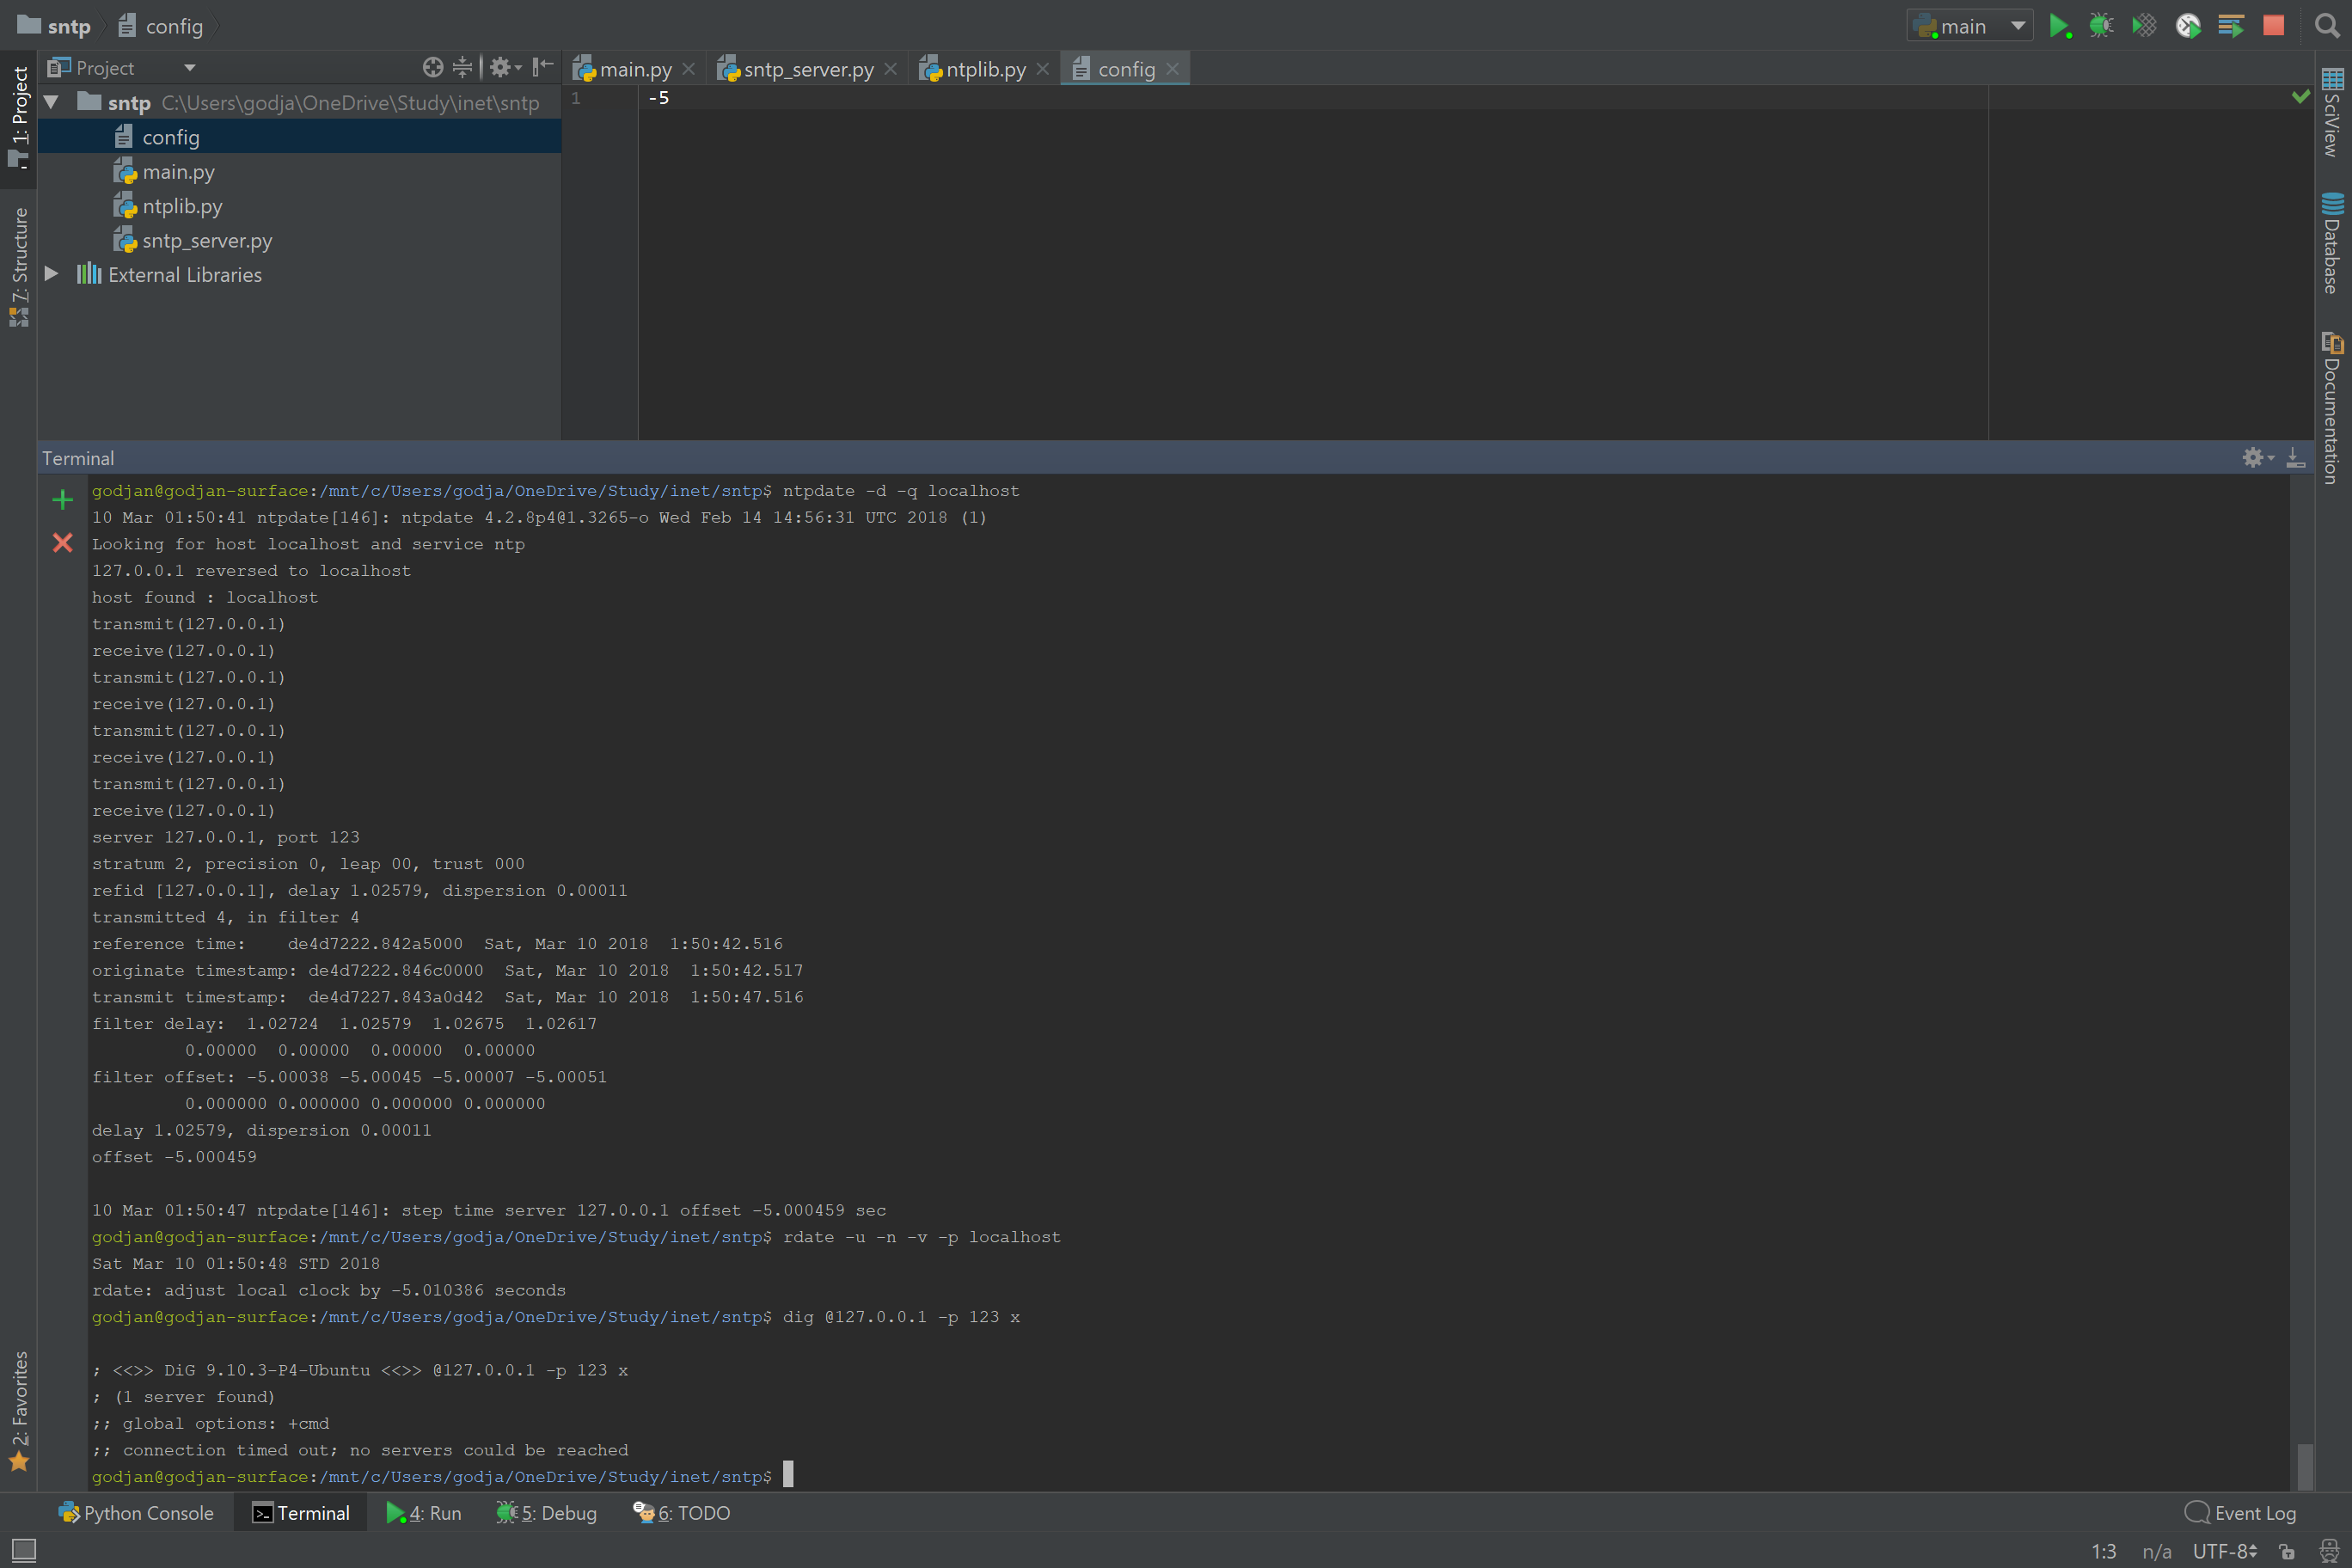 sntp config
main
1: Project
7: Structure
2: Favorites
Project
sntp C:\Users\godja\OneDrive\Study\inet\sntp
config
main.py
ntplib.py
sntp_server.py
External Libraries
main.py sntp_server.py ntplib.py config
1 -5
SciView
Database
Documentation
Terminal
godjan@godjan-surface:/mnt/c/Users/godja/OneDrive/Study/inet/sntp$ ntpdate -d -q localhost
10 Mar 01:50:41 ntpdate[146]: ntpdate 4.2.8p4@1.3265-o Wed Feb 14 14:56:31 UTC 2018 (1)
Looking for host localhost and service ntp
127.0.0.1 reversed to localhost
host found : localhost
transmit(127.0.0.1)
receive(127.0.0.1)
transmit(127.0.0.1)
receive(127.0.0.1)
transmit(127.0.0.1)
receive(127.0.0.1)
transmit(127.0.0.1)
receive(127.0.0.1)
server 127.0.0.1, port 123
stratum 2, precision 0, leap 00, trust 000
refid [127.0.0.1], delay 1.02579, dispersion 0.00011
transmitted 4, in filter 4
reference time:    de4d7222.842a5000  Sat, Mar 10 2018  1:50:42.516
originate timestamp: de4d7222.846c0000  Sat, Mar 10 2018  1:50:42.517
transmit timestamp:  de4d7227.843a0d42  Sat, Mar 10 2018  1:50:47.516
filter delay:  1.02724  1.02579  1.02675  1.02617
0.00000  0.00000  0.00000  0.00000
filter offset: -5.00038 -5.00045 -5.00007 -5.00051
0.000000 0.000000 0.000000 0.000000
delay 1.02579, dispersion 0.00011
offset -5.000459
10 Mar 01:50:47 ntpdate[146]: step time server 127.0.0.1 offset -5.000459 sec
godjan@godjan-surface:/mnt/c/Users/godja/OneDrive/Study/inet/sntp$ rdate -u -n -v -p localhost
Sat Mar 10 01:50:48 STD 2018
rdate: adjust local clock by -5.010386 seconds
godjan@godjan-surface:/mnt/c/Users/godja/OneDrive/Study/inet/sntp$ dig @127.0.0.1 -p 123 x
; <<>> DiG 9.10.3-P4-Ubuntu <<>> @127.0.0.1 -p 123 x
; (1 server found)
;; global options: +cmd
;; connection timed out; no servers could be reached
godjan@godjan-surface:/mnt/c/Users/godja/OneDrive/Study/inet/sntp$
Python Console Terminal 4: Run 5: Debug 6: TODO Event Log
1:3 n/a UTF-8